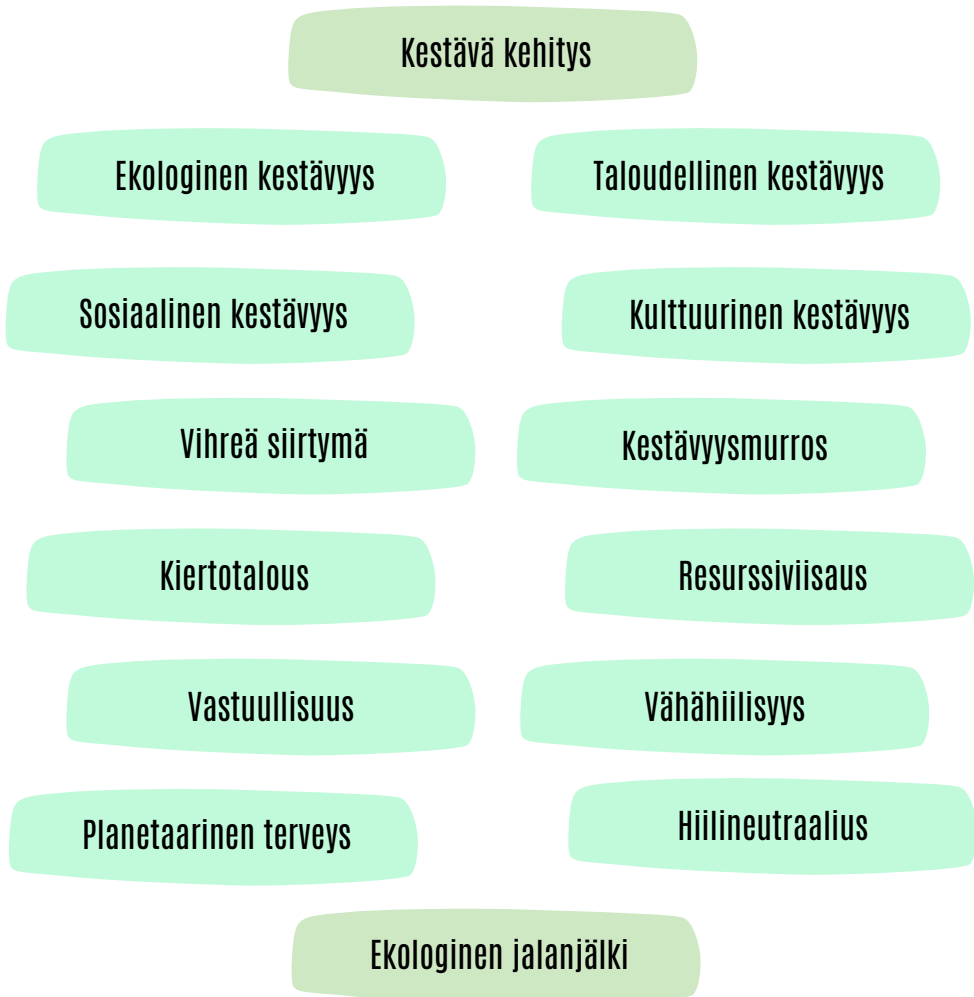 Kestävä kehitys
Ekologinen kestävyys
Taloudellinen kestävyys
Sosiaalinen kestävyys
Kulttuurinen kestävyys
Vihreä siirtymä
Kestävyysmurros
Kiertotalous
Resurssiviisaus
Vastuullisuus
Vähähiilisyys
Planetaarinen terveys
Hiilineutraalius
Ekologinen jalanjälki